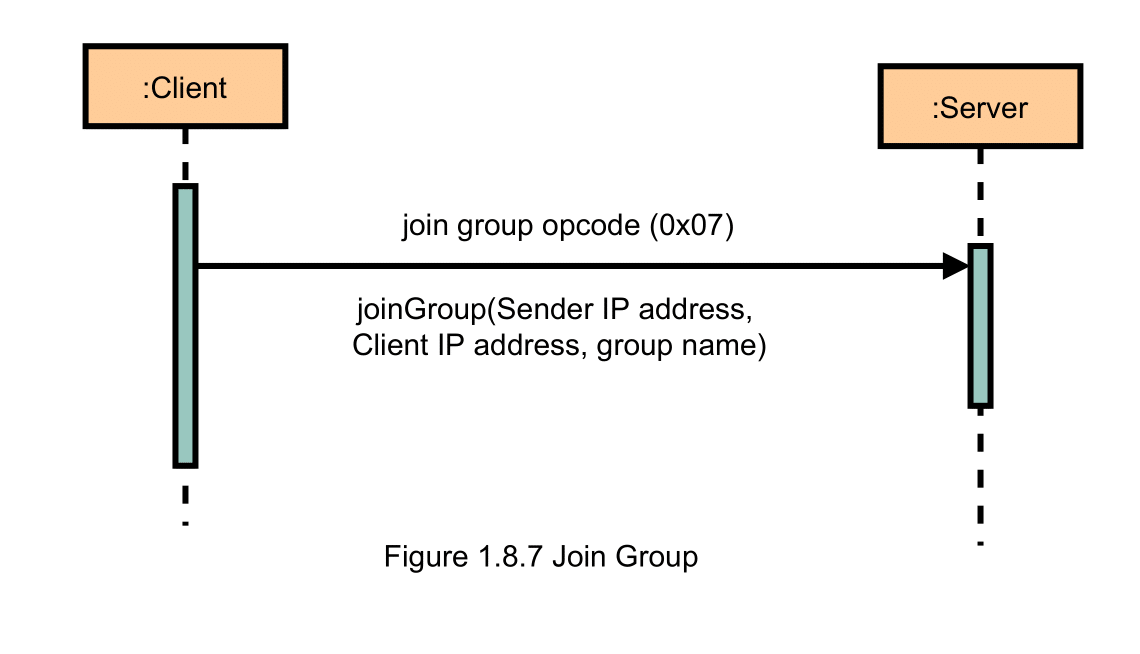 :Client
:Server
join group opcode (0x07)
joinGroup(Sender IP address,
Client IP address, group name)
Figure 1.8.7 Join Group